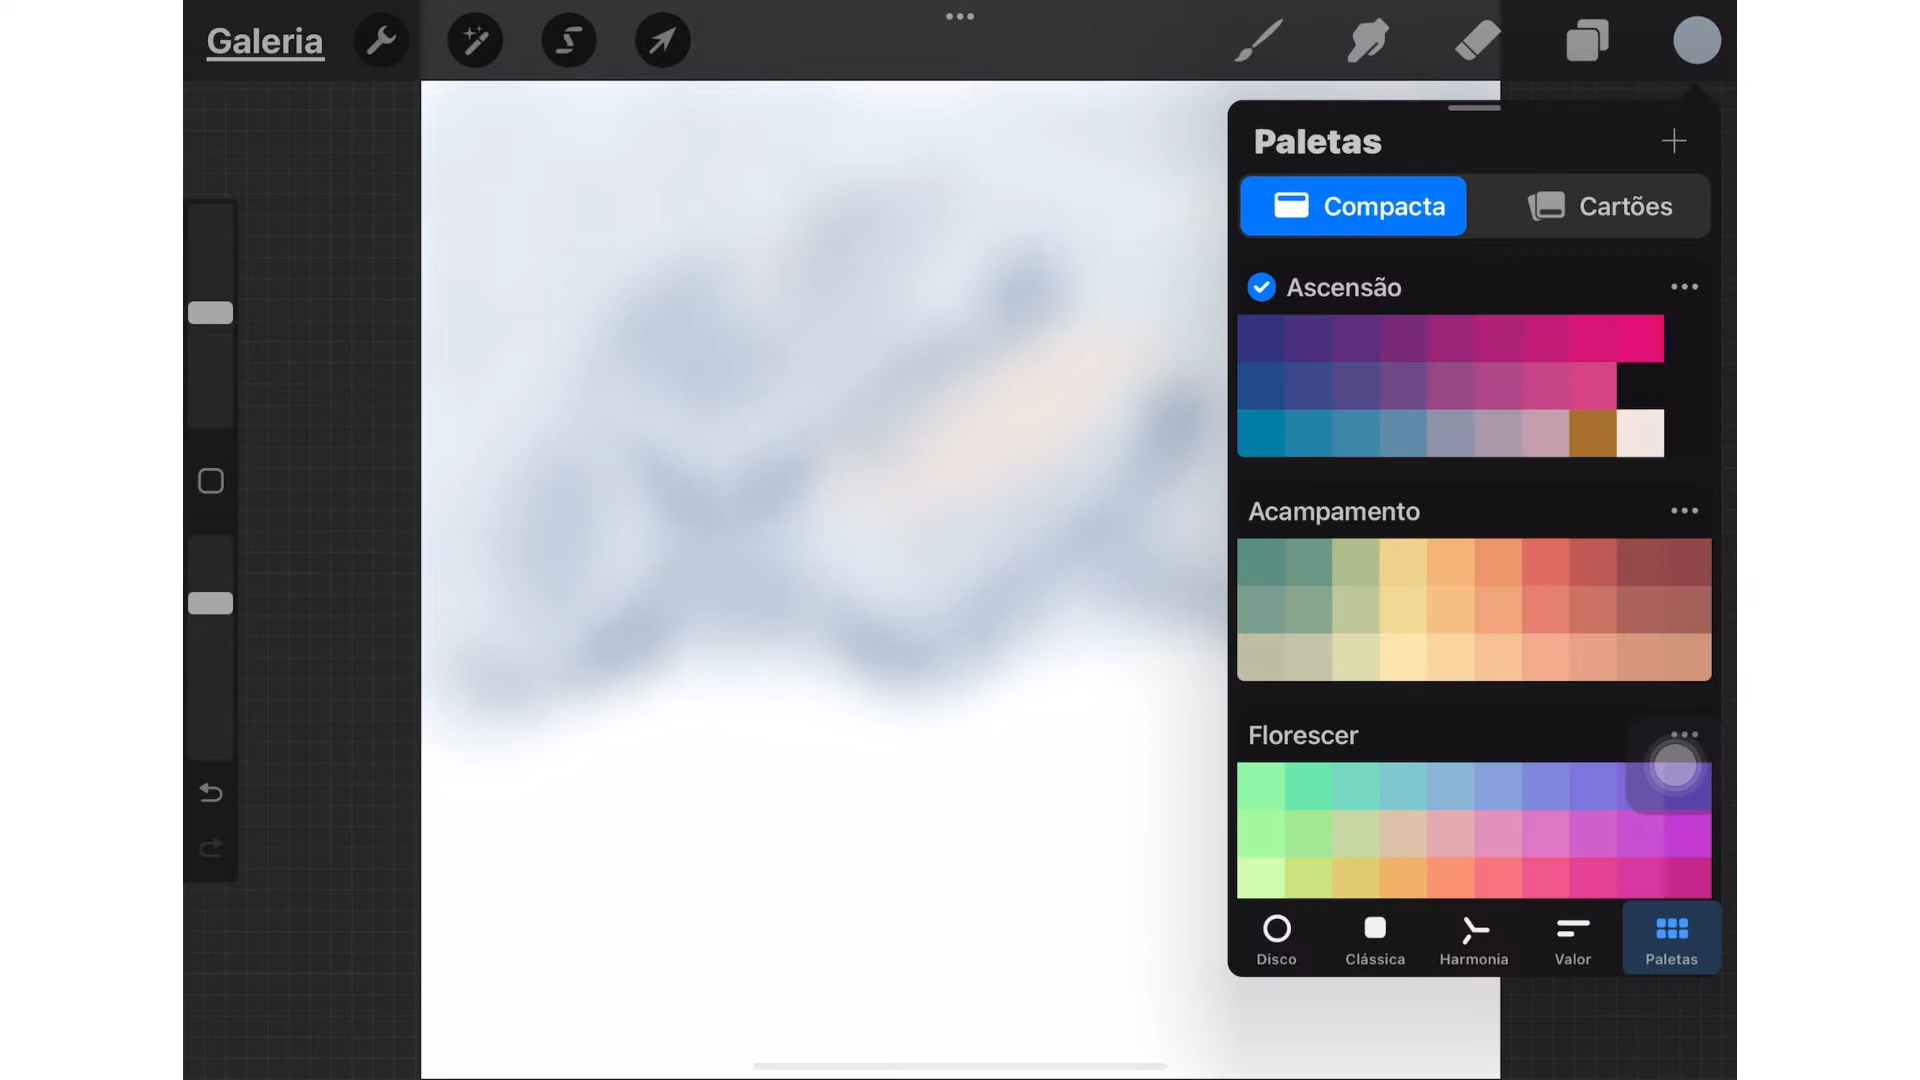 Galeria
Paletas
Compacta
Cartões
Ascensão
Acampamento
Florescer
Disco
Clássica
Harmonia
Valor
Paletas